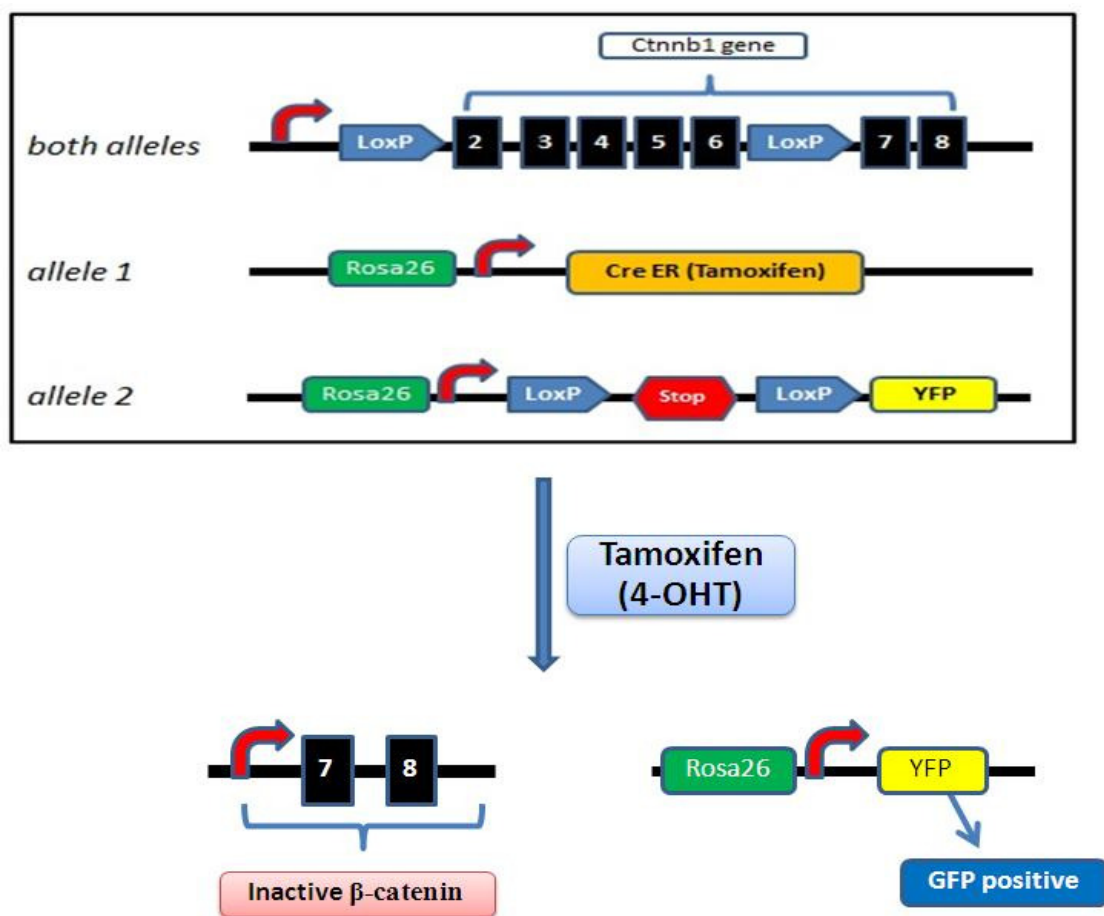 Ctnnb1 gene
both alleles
LoxP 2 3 4 5 6 LoxP 7 8
allele 1
Rosa26 Cre ER (Tamoxifen)
allele 2
Rosa26 LoxP Stop LoxP YFP
Tamoxifen
(4-OHT)
7 8
Rosa26 YFP
Inactive β-catenin
GFP positive